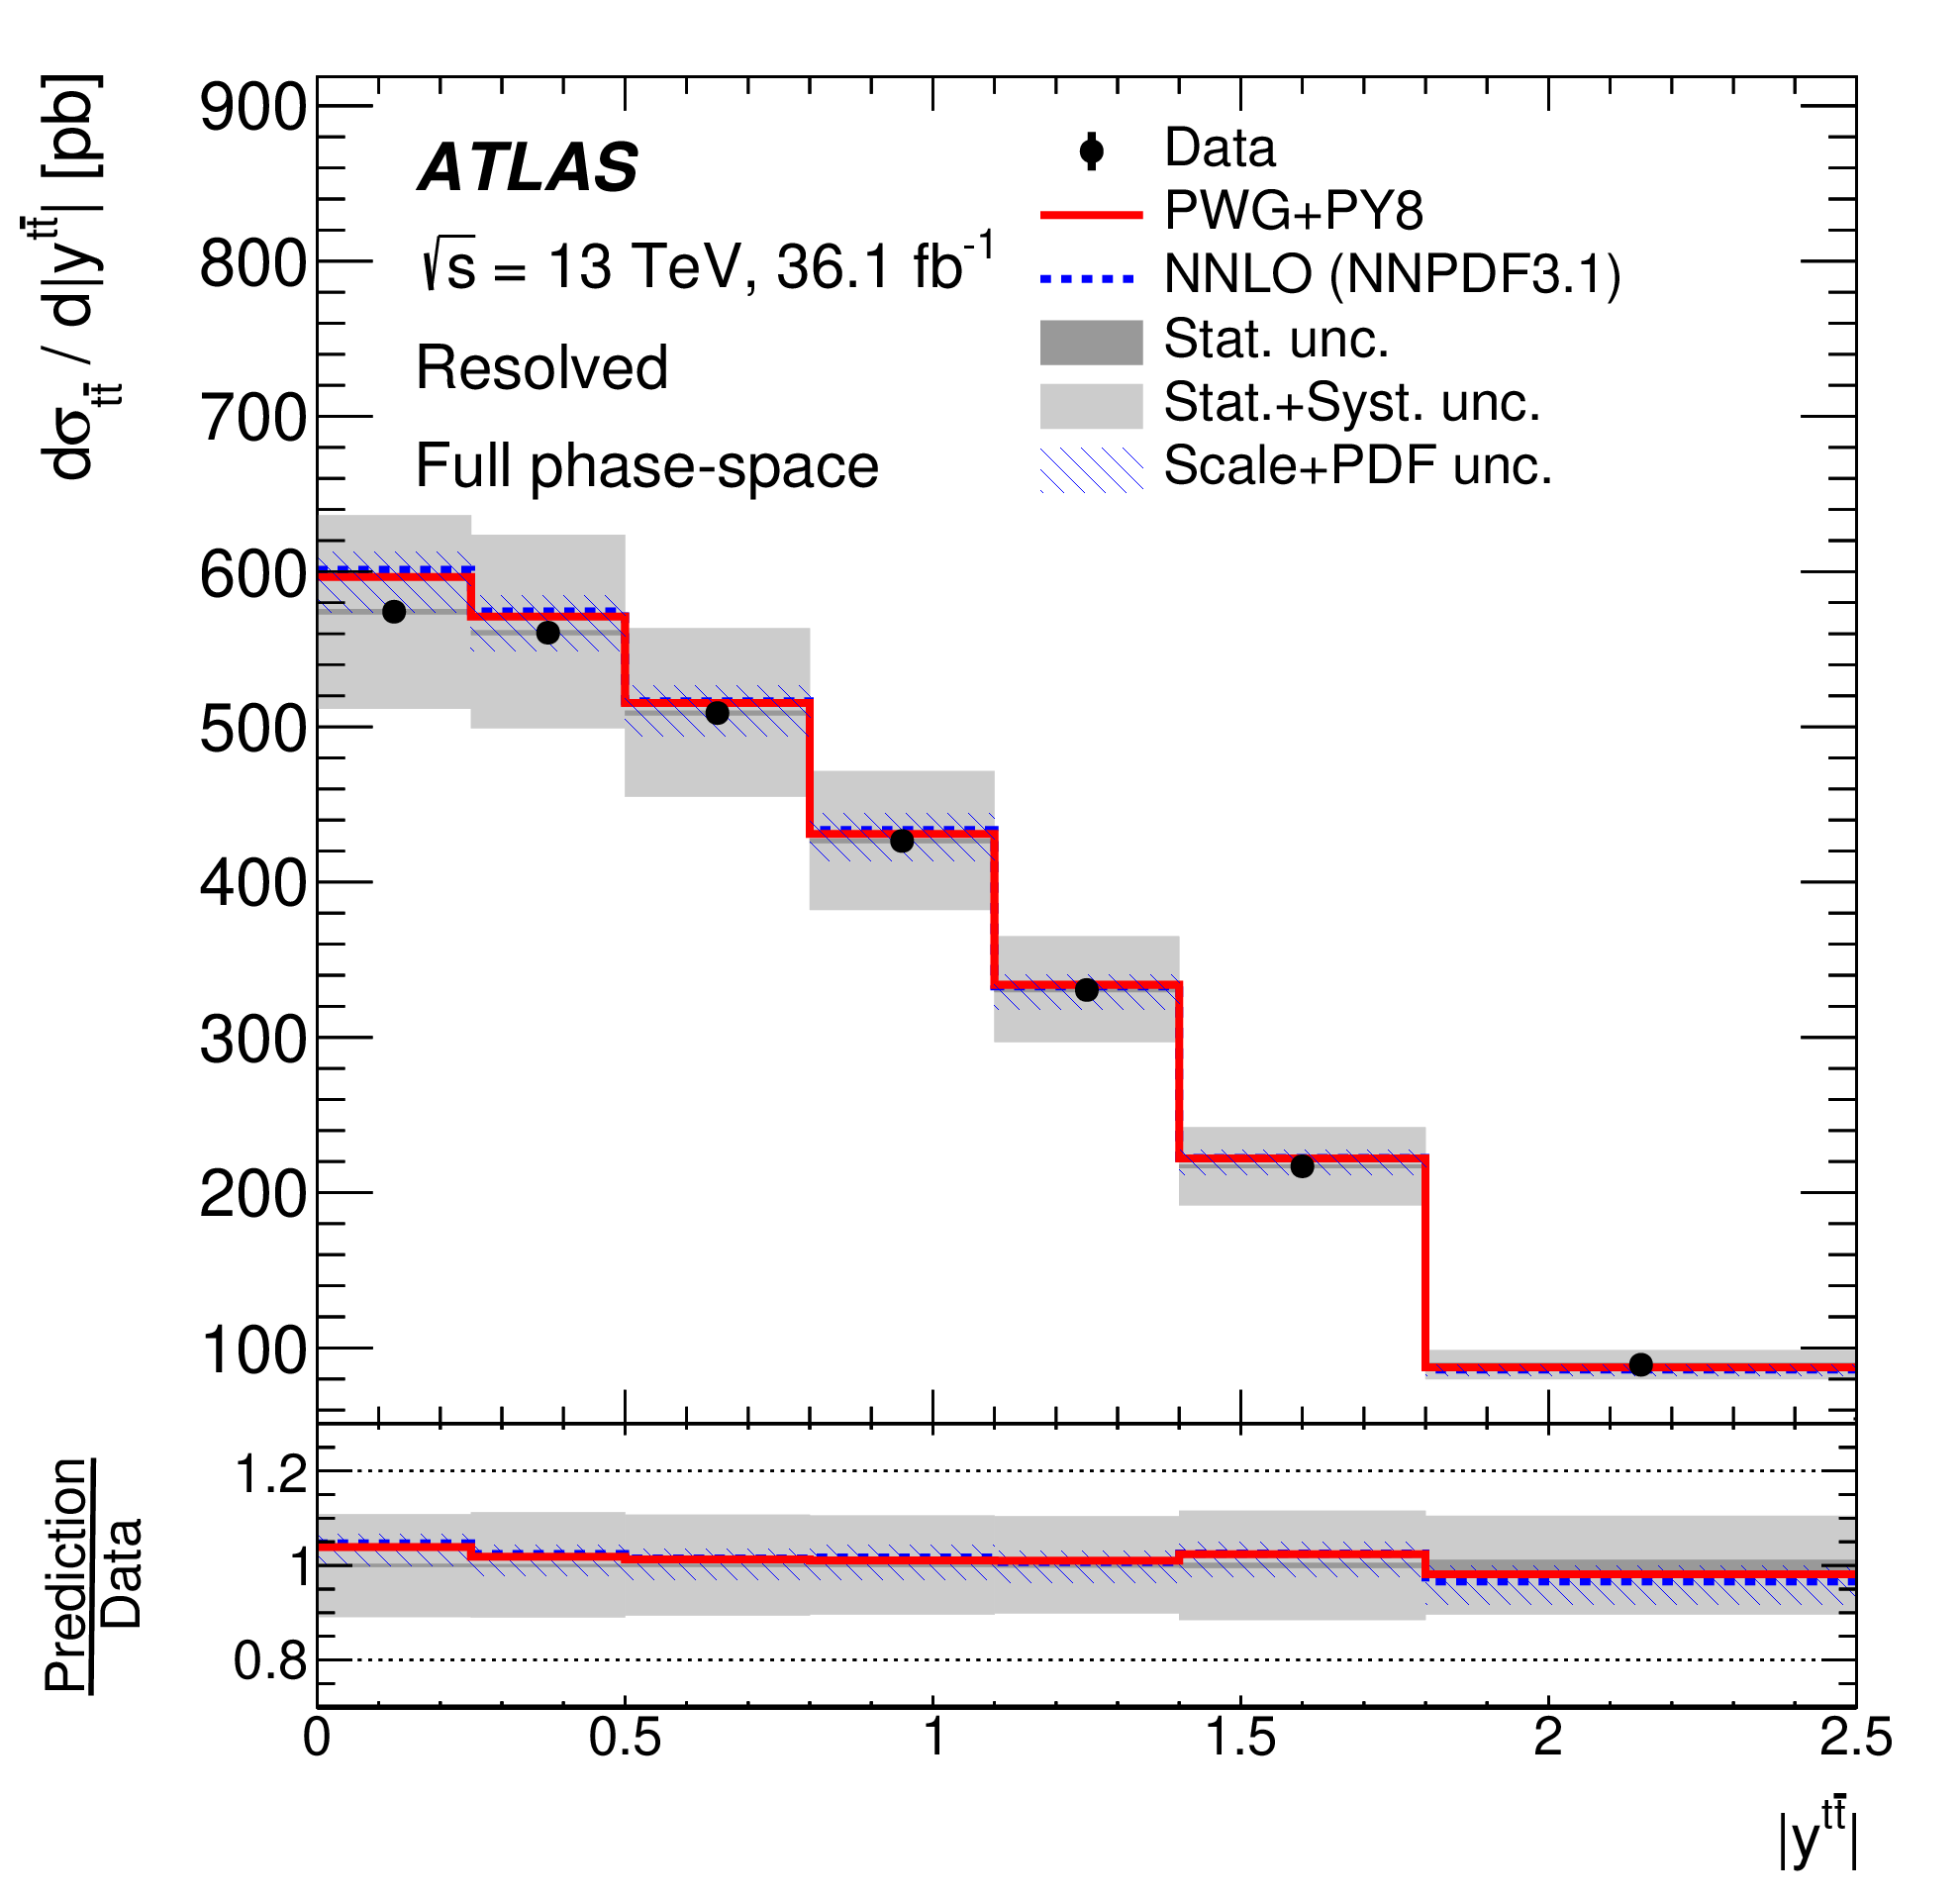 dσ_tt̄ / d|y^tt̄| [pb]
900
800
700
600
500
400
300
200
100
ATLAS
√s = 13 TeV, 36.1 fb⁻¹
Resolved
Full phase-space
Data
PWG+PY8
NNLO (NNPDF3.1)
Stat. unc.
Stat.+Syst. unc.
Scale+PDF unc.
Prediction
Data
1.2
1
0.8
0
0.5
1
1.5
2
2.5
|y^tt̄|